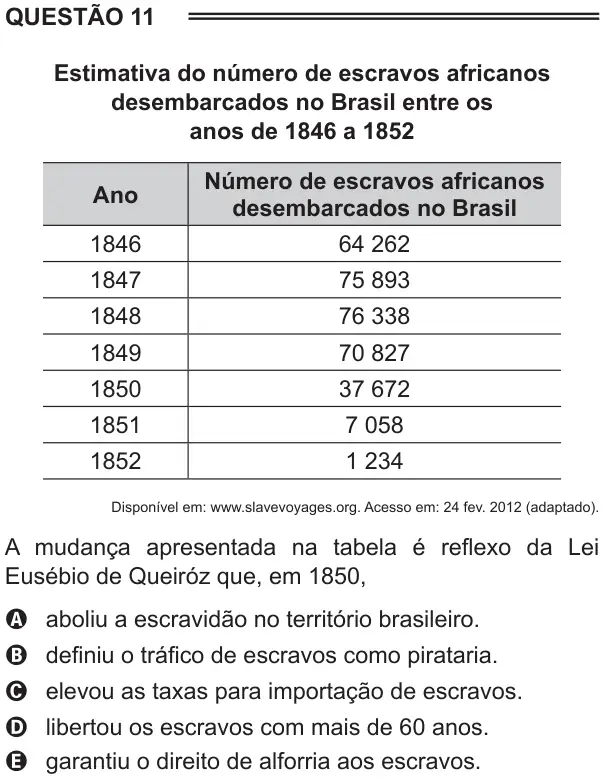 QUESTÃO 11
Estimativa do número de escravos africanos
desembarcados no Brasil entre os
anos de 1846 a 1852
Ano
Número de escravos africanos
desembarcados no Brasil
1846 64 262
1847 75 893
1848 76 338
1849 70 827
1850 37 672
1851 7 058
1852 1 234
Disponível em: www.slavevoyages.org. Acesso em: 24 fev. 2012 (adaptado).
A mudança apresentada na tabela é reflexo da Lei
Eusébio de Queiróz que, em 1850,
A aboliu a escravidão no território brasileiro.
B definiu o tráfico de escravos como pirataria.
C elevou as taxas para importação de escravos.
D libertou os escravos com mais de 60 anos.
E garantiu o direito de alforria aos escravos.